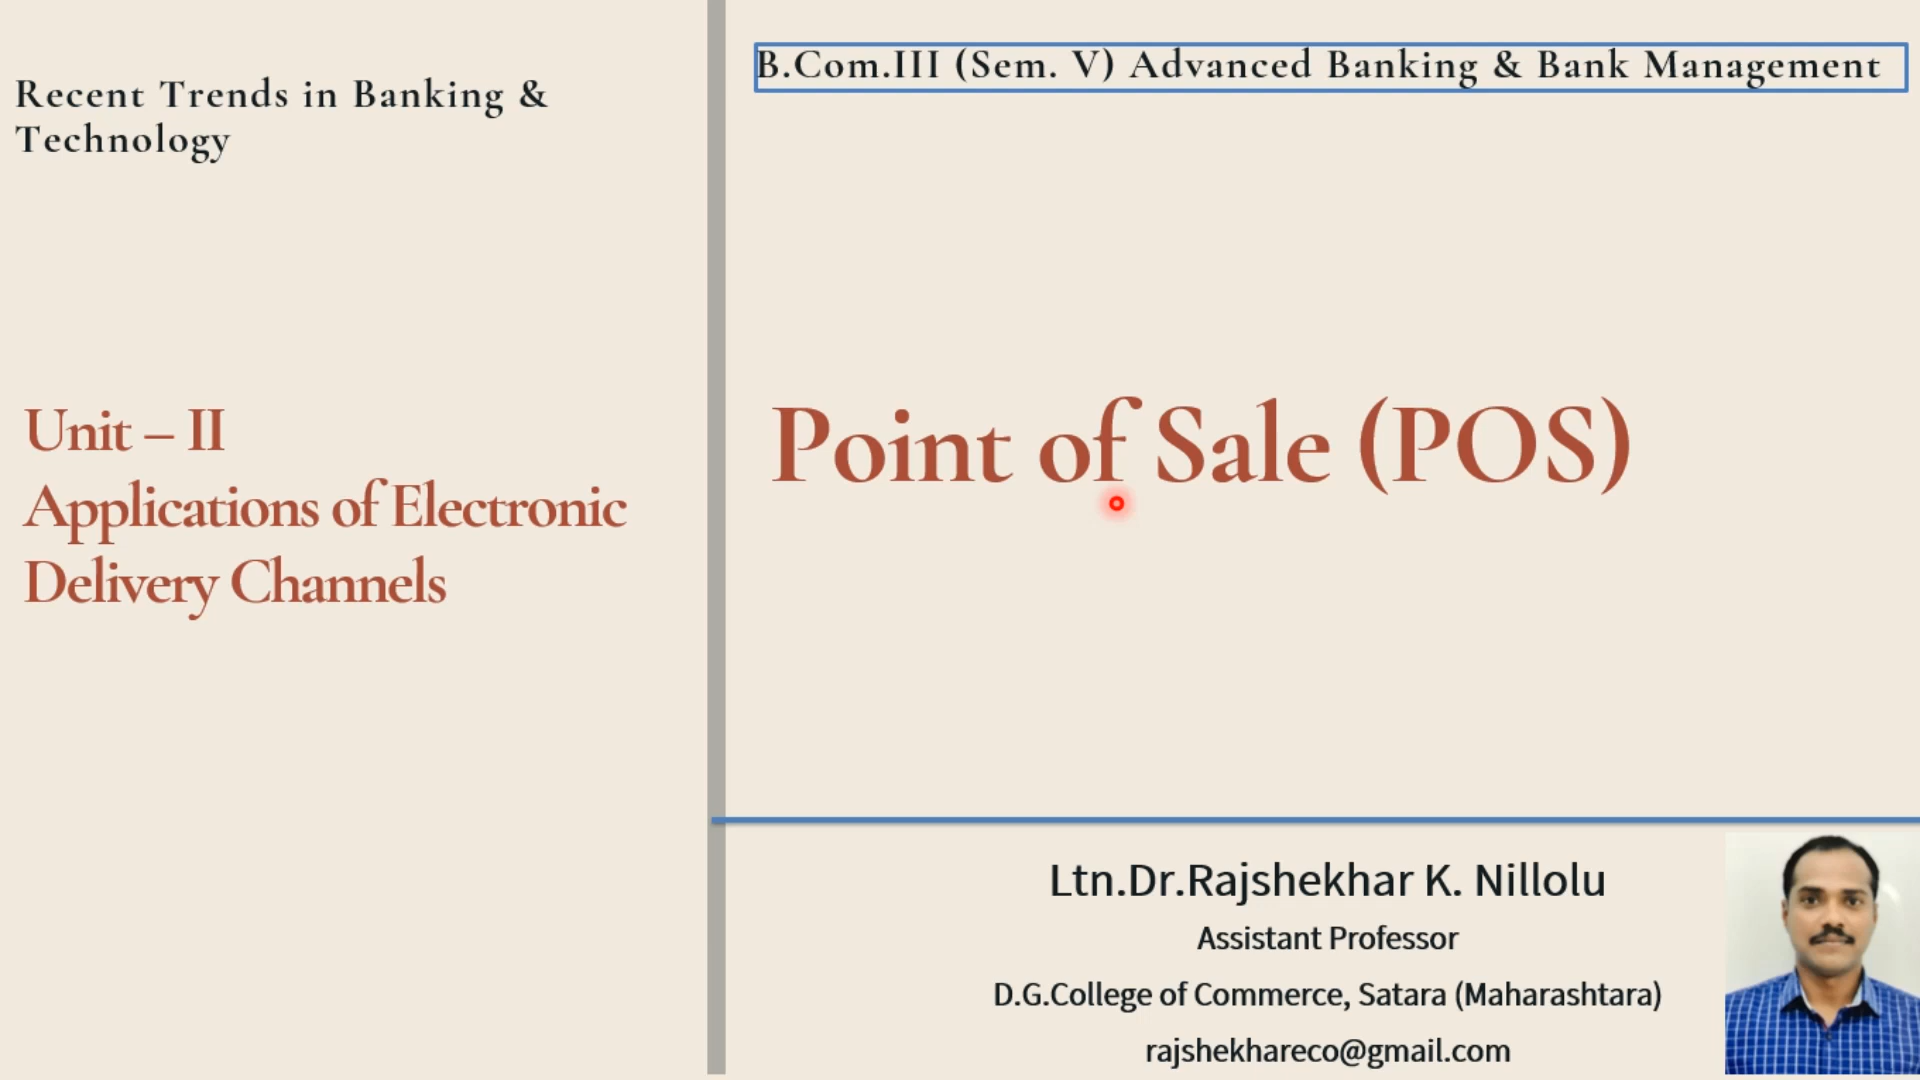 Recent Trends in Banking &
Technology
Unit – II
Applications of Electronic
Delivery Channels
B.Com.III (Sem. V) Advanced Banking & Bank Management
Point of Sale (POS)
Ltn.Dr.Rajshekhar K. Nillolu
Assistant Professor
D.G.College of Commerce, Satara (Maharashtra)
rajshekhareco@gmail.com